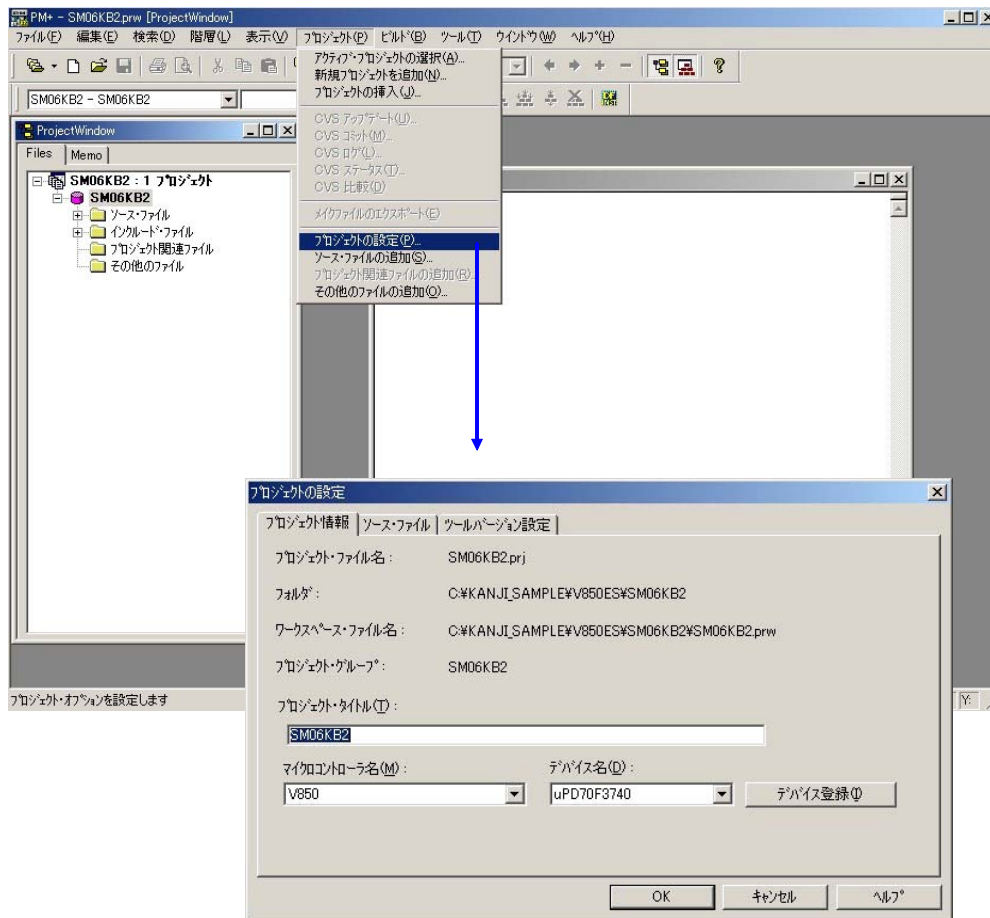 PM+ - SM06KB2.prw [ProjectWindow]
ファイル(F) 編集(E) 検索(D) 階層(L) 表示(V) プロジェクト(P) ビルド(B) ツール(T) ウインドウ(W) ヘルプ(H)
アクティブ・プロジェクトの選択(A)...
新規プロジェクトを追加(N)...
プロジェクトの挿入(J)...
CVS アップデート(U)...
CVS コミット(M)...
CVS ログ(L)...
CVS ステータス(T)...
CVS 比較(D)
メイクファイルのエクスポート(E)
プロジェクトの設定(P)...
ソース・ファイルの追加(S)...
プロジェクト関連ファイルの追加(R)...
その他のファイルの追加(O)...
SM06KB2 - SM06KB2
ProjectWindow
Files Memo
SM06KB2 : 1 プロジェクト
SM06KB2
ソース・ファイル
インクルード・ファイル
プロジェクト関連ファイル
その他のファイル
プロジェクト・オプションを設定します
Y:
プロジェクトの設定
プロジェクト情報 ソース・ファイル ツールバージョン設定
プロジェクト・ファイル名 : SM06KB2.prj
フォルダ : C:¥KANJI_SAMPLE¥V850ES¥SM06KB2
ワークスペース・ファイル名 : C:¥KANJI_SAMPLE¥V850ES¥SM06KB2¥SM06KB2.prw
プロジェクト・グループ : SM06KB2
プロジェクト・タイトル(T) :
SM06KB2
マイクロコントローラ名(M) : デバイス名(D) :
V850 uPD70F3740 デバイス登録(I)
OK キャンセル ヘルプ